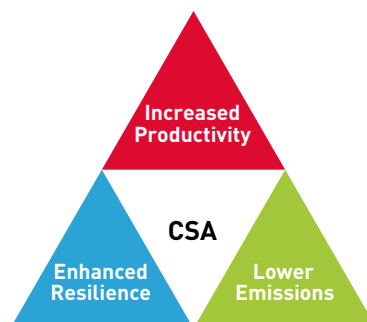 Increased
Productivity
CSA
Enhanced
Resilience
Lower
Emissions